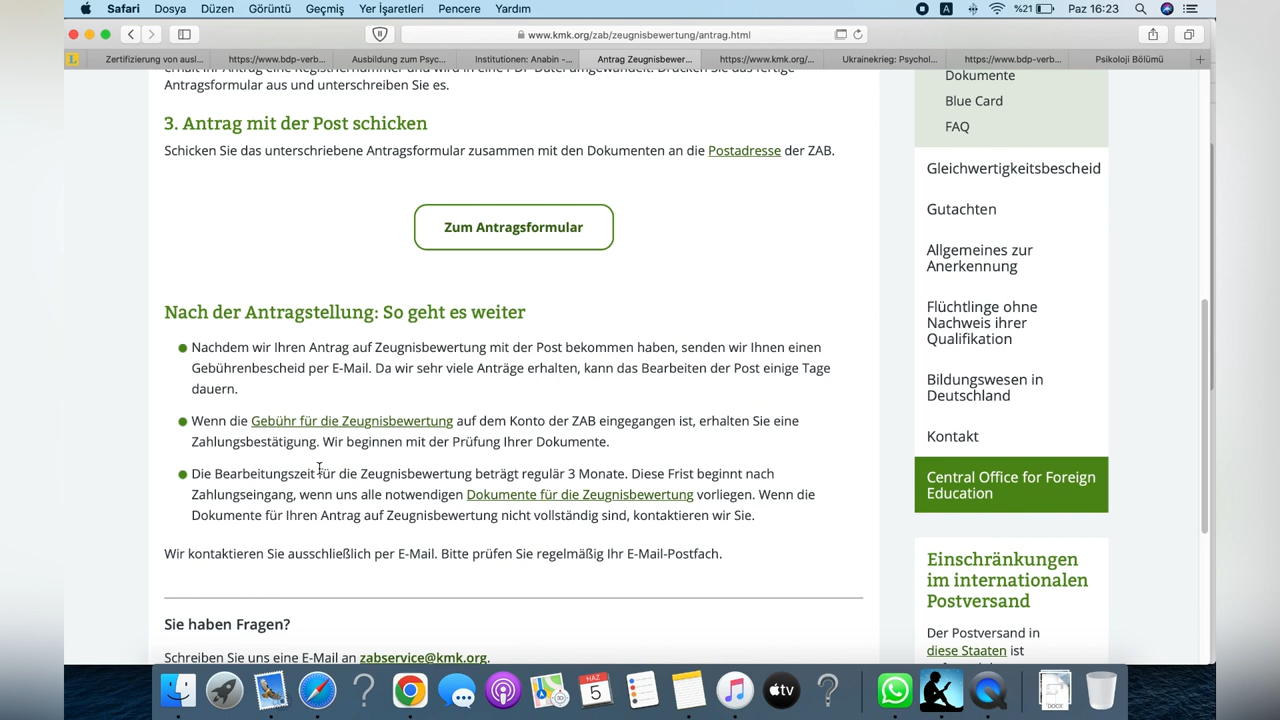 Safari Dosya Düzen Görüntü Geçmiş Yer İşaretleri Pencere Yardım
A %21 Paz 16:23
www.kmk.org/zab/zeugnisbewertung/antrag.html
L Zertifizierung von ausl... https://www.bdp-verb... Ausbildung zum Psyc... Institutionen: Anabin -... Antrag Zeugnisbewer... https://www.kmk.org/... Ukrainekrieg: Psychol... https://www.bdp-verb... Psikoloji Bölümü
Antragsformular aus und unterschreiben Sie es.
3. Antrag mit der Post schicken
Schicken Sie das unterschriebene Antragsformular zusammen mit den Dokumenten an die Postadresse der ZAB.
Zum Antragsformular
Nach der Antragstellung: So geht es weiter
Nachdem wir Ihren Antrag auf Zeugnisbewertung mit der Post bekommen haben, senden wir Ihnen einen
Gebührenbescheid per E-Mail. Da wir sehr viele Anträge erhalten, kann das Bearbeiten der Post einige Tage
dauern.
Wenn die Gebühr für die Zeugnisbewertung auf dem Konto der ZAB eingegangen ist, erhalten Sie eine
Zahlungsbestätigung. Wir beginnen mit der Prüfung Ihrer Dokumente.
Die Bearbeitungszeit für die Zeugnisbewertung beträgt regulär 3 Monate. Diese Frist beginnt nach
Zahlungseingang, wenn uns alle notwendigen Dokumente für die Zeugnisbewertung vorliegen. Wenn die
Dokumente für Ihren Antrag auf Zeugnisbewertung nicht vollständig sind, kontaktieren wir Sie.
Wir kontaktieren Sie ausschließlich per E-Mail. Bitte prüfen Sie regelmäßig Ihr E-Mail-Postfach.
Sie haben Fragen?
Schreiben Sie uns eine E-Mail an zabservice@kmk.org.
Dokumente
Blue Card
FAQ
Gleichwertigkeitsbescheid
Gutachten
Allgemeines zur
Anerkennung
Flüchtlinge ohne
Nachweis ihrer
Qualifikation
Bildungswesen in
Deutschland
Kontakt
Central Office for Foreign
Education
Einschränkungen
im internationalen
Postversand
Der Postversand in
diese Staaten ist
HAZ
5
tv
DOCX